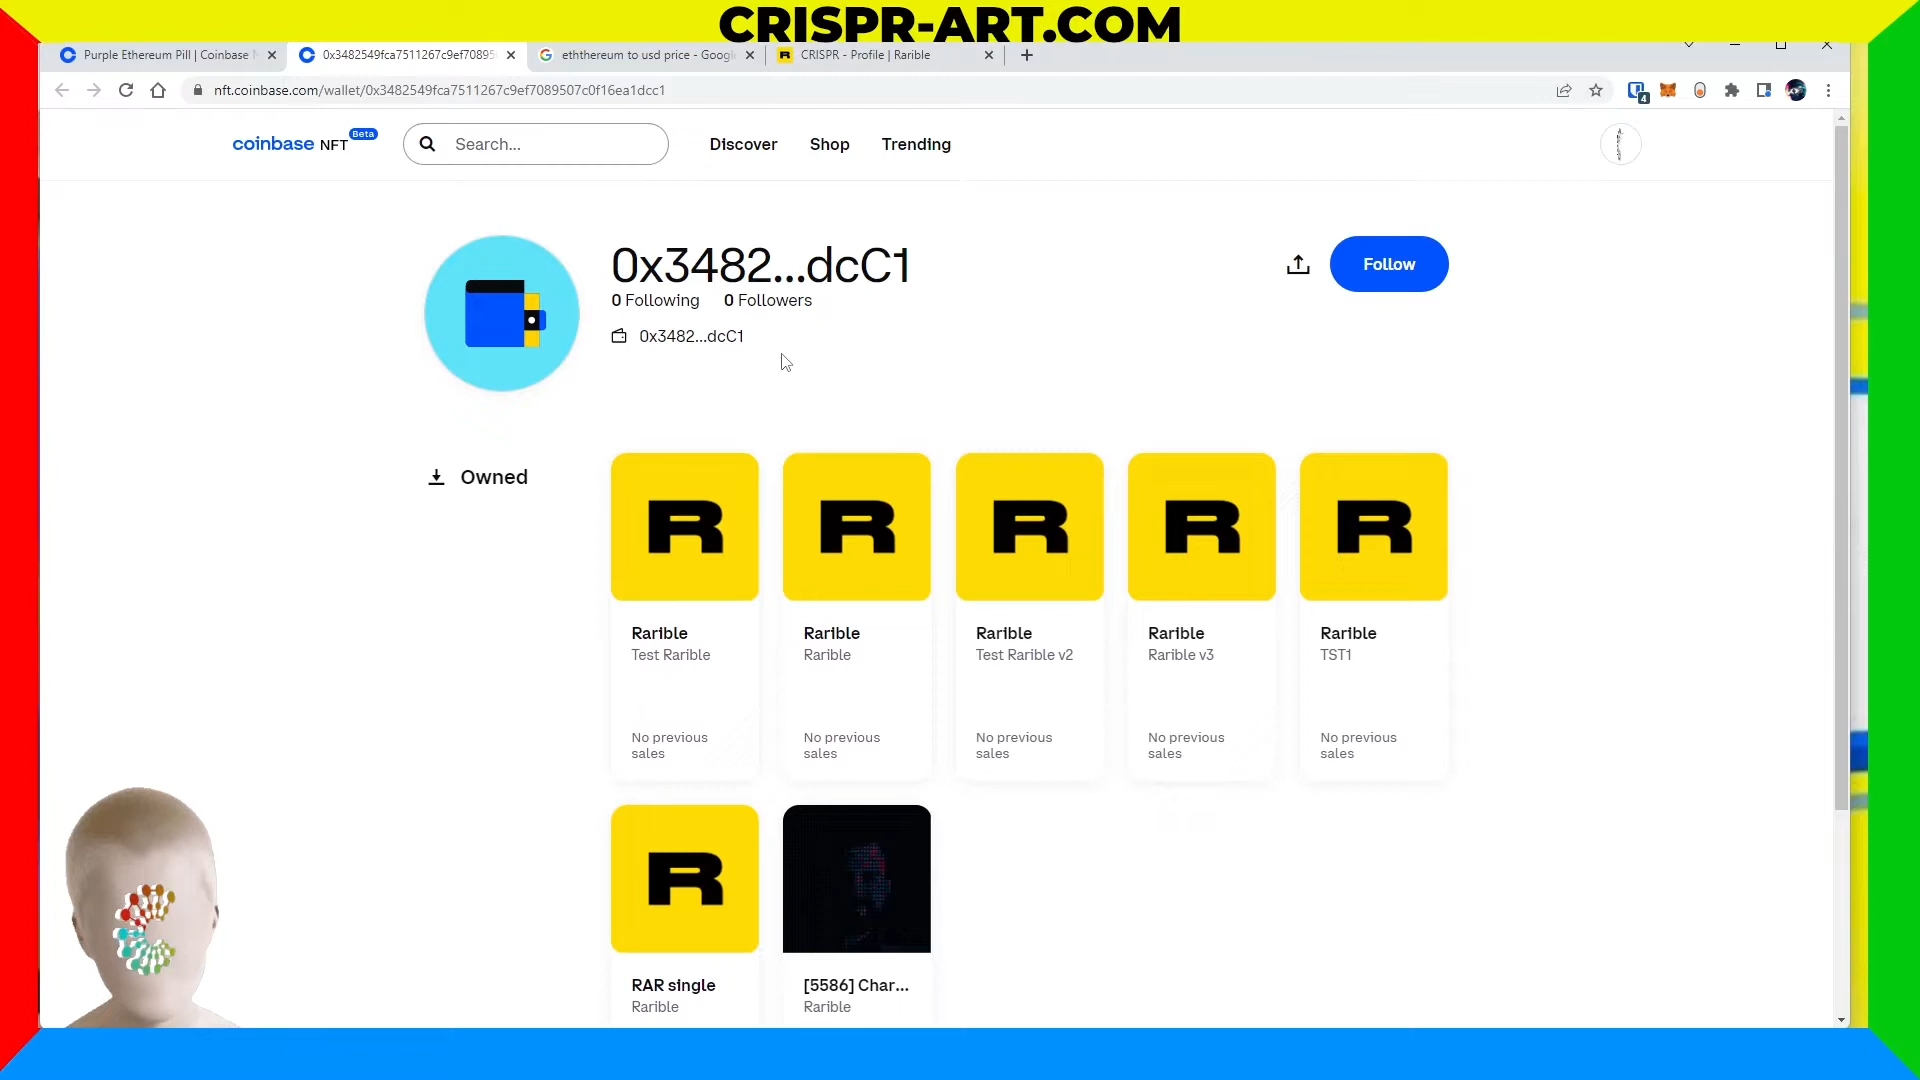 CRISPR-ART.COM
Purple Ethereum Pill | Coinbase
0x3482549fca7511267c9ef70895
eththereum to usd price - Google
CRISPR - Profile | Rarible
nft.coinbase.com/wallet/0x3482549fca7511267c9ef7089507c0f16ea1dcc1
4
coinbase NFT Beta
Search...
Discover
Shop
Trending
0x3482...dcC1
Follow
0 Following
0 Followers
0x3482...dcC1
Owned
R
R
R
R
R
Rarible
Rarible
Rarible
Rarible
Rarible
Test Rarible
Rarible
Test Rarible v2
Rarible v3
TST1
No previous
No previous
No previous
No previous
No previous
sales
sales
sales
sales
sales
R
RAR single
[5586] Char...
Rarible
Rarible